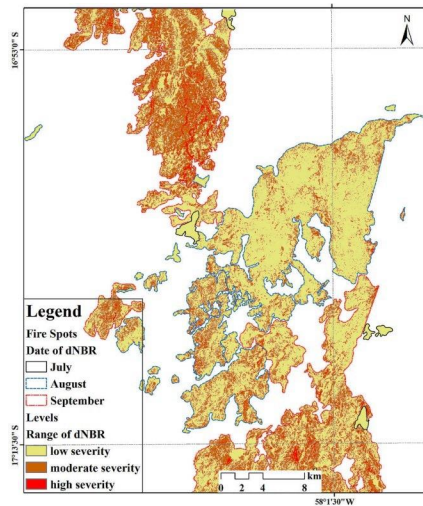 N
16°53'0" S
17°13'30" S
Legend
Fire Spots
Date of dNBR
July
August
September
Levels
Range of dNBR
low severity
moderate severity
high severity
km
0 2 4 8
58°1'30" W